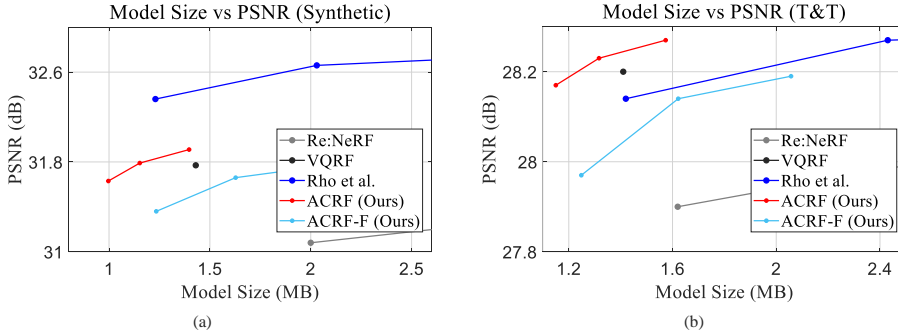 Model Size vs PSNR (Synthetic)
PSNR (dB)
32.6
31.8
31
1
1.5
2
2.5
Model Size (MB)
Re:NeRF
VQRF
Rho et al.
ACRF (Ours)
ACRF-F (Ours)
(a)
Model Size vs PSNR (T&T)
PSNR (dB)
28.2
28
27.8
1.2
1.6
2
2.4
Model Size (MB)
Re:NeRF
VQRF
Rho et al.
ACRF (Ours)
ACRF-F (Ours)
(b)